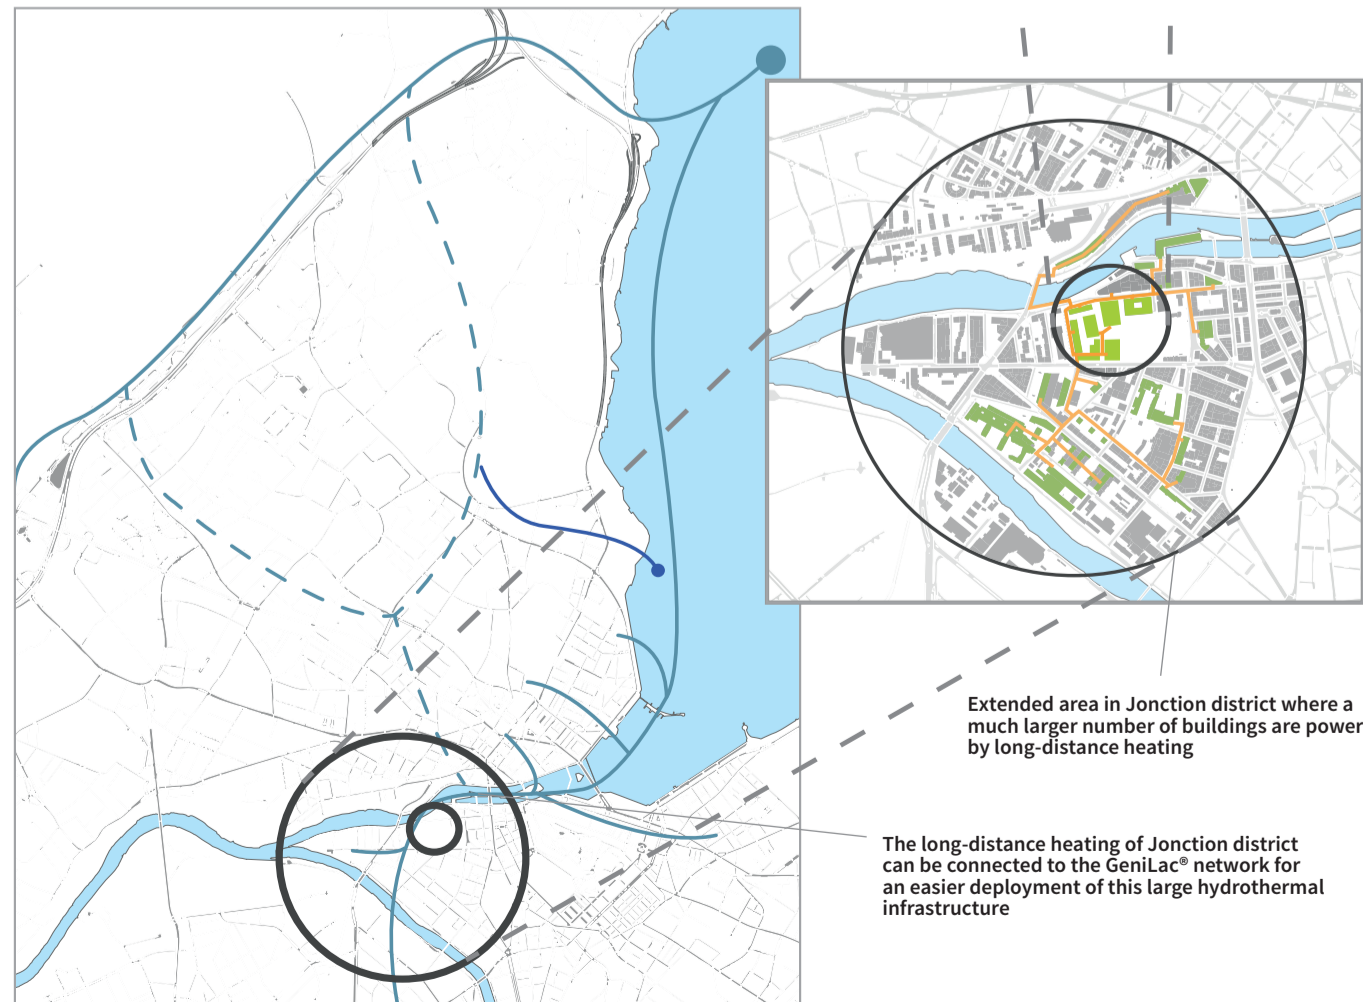 Extended area in Jonction district where a
much larger number of buildings are power
by long-distance heating
The long-distance heating of Jonction district
can be connected to the GeniLac® network for
an easier deployment of this large hydrothermal
infrastructure